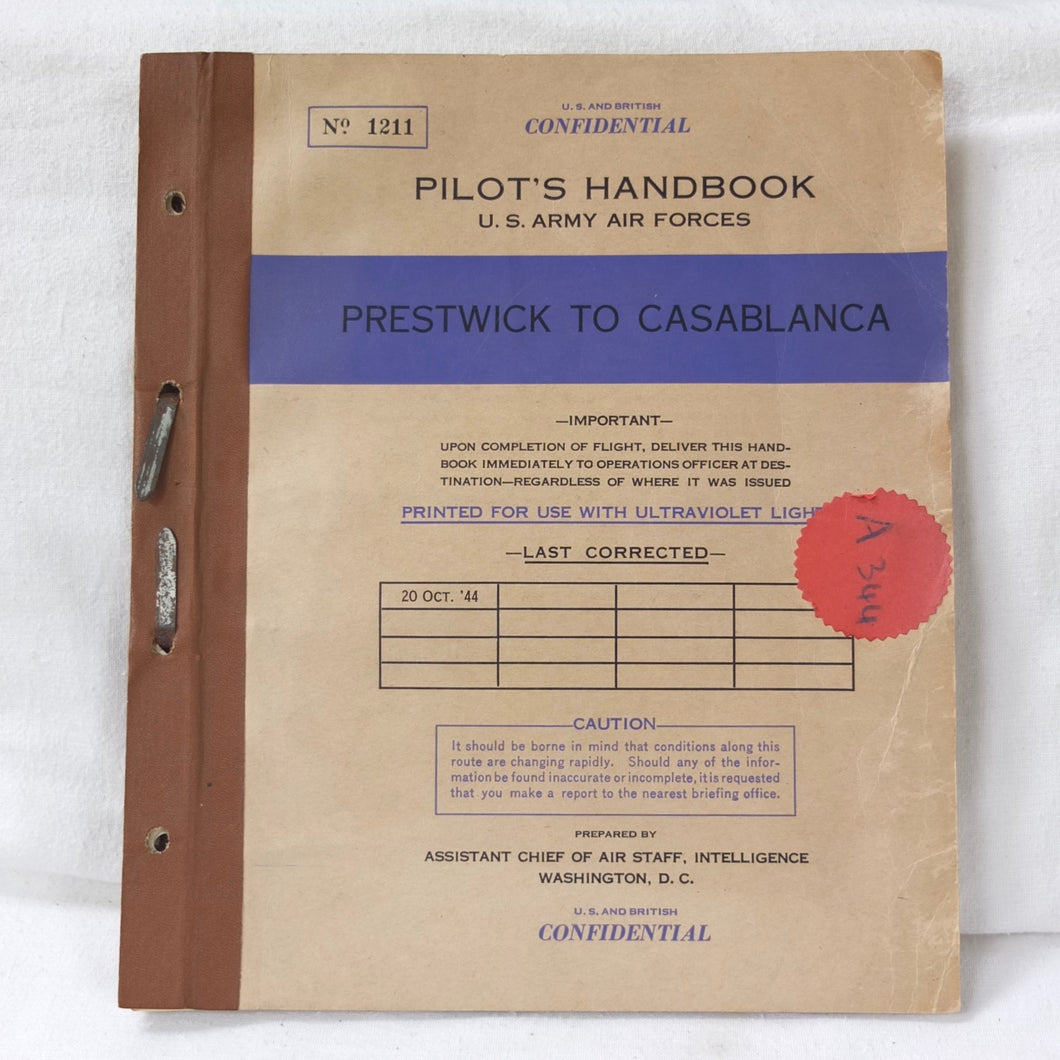 Nº 1211
U. S. AND BRITISH
CONFIDENTIAL
PILOT'S HANDBOOK
U. S. ARMY AIR FORCES
PRESTWICK TO CASABLANCA
—IMPORTANT—
UPON COMPLETION OF FLIGHT, DELIVER THIS HAND-
BOOK IMMEDIATELY TO OPERATIONS OFFICER AT DES-
TINATION—REGARDLESS OF WHERE IT WAS ISSUED
PRINTED FOR USE WITH ULTRAVIOLET LIGH
—LAST CORRECTED—
20 OCT. '44
A 344
CAUTION
It should be borne in mind that conditions along this
route are changing rapidly. Should any of the infor-
mation be found inaccurate or incomplete, it is requested
that you make a report to the nearest briefing office.
PREPARED BY
ASSISTANT CHIEF OF AIR STAFF, INTELLIGENCE
WASHINGTON, D. C.
U. S. AND BRITISH
CONFIDENTIAL